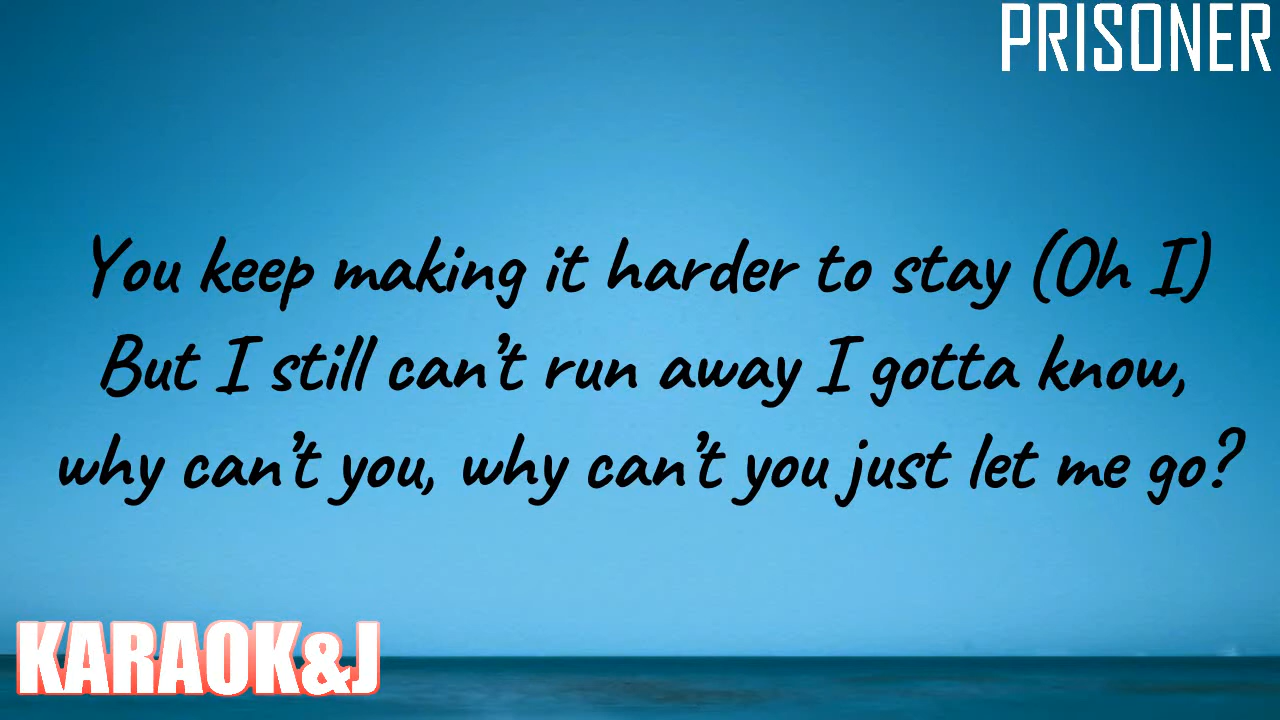 PRISONER
You keep making it harder to stay (Oh I)
But I still can't run away I gotta know,
why can't you, why can't you just let me go?
KARAOK&J